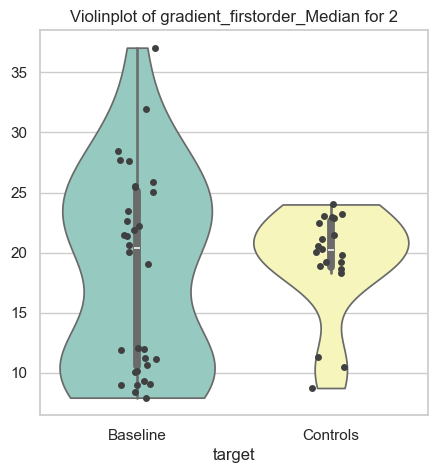 Violinplot of gradient_firstorder_Median for 2
35
30
25
20
15
10
Baseline
Controls
target